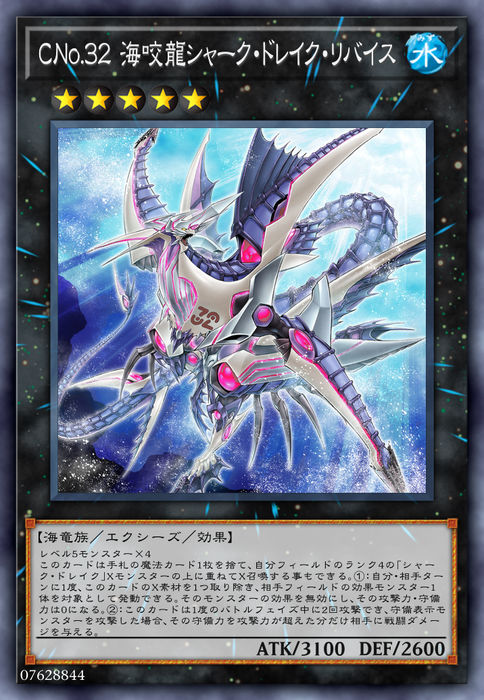 CNo.32 海咬龍シャーク・ドレイク・リバイス
みず
水
32
【海竜族／エクシーズ／効果】
レベル5モンスター×4
このカードは手札の魔法カード1枚を捨て、自分フィールドのランク4の「シャー
ク・ドレイク」Xモンスターの上に重ねてX召喚する事もできる。①：自分・相手ター
ンに1度、このカードのX素材を1つ取り除き、相手フィールドの効果モンスター1
体を対象として発動できる。そのモンスターの効果を無効にし、その攻撃力・守備
力は0になる。②：このカードは1度のバトルフェイズ中に2回攻撃でき、守備表示モ
ンスターを攻撃した場合、その守備力を攻撃力が超えた分だけ相手に戦闘ダメー
ジを与える。
ATK/3100 DEF/2600
07628844